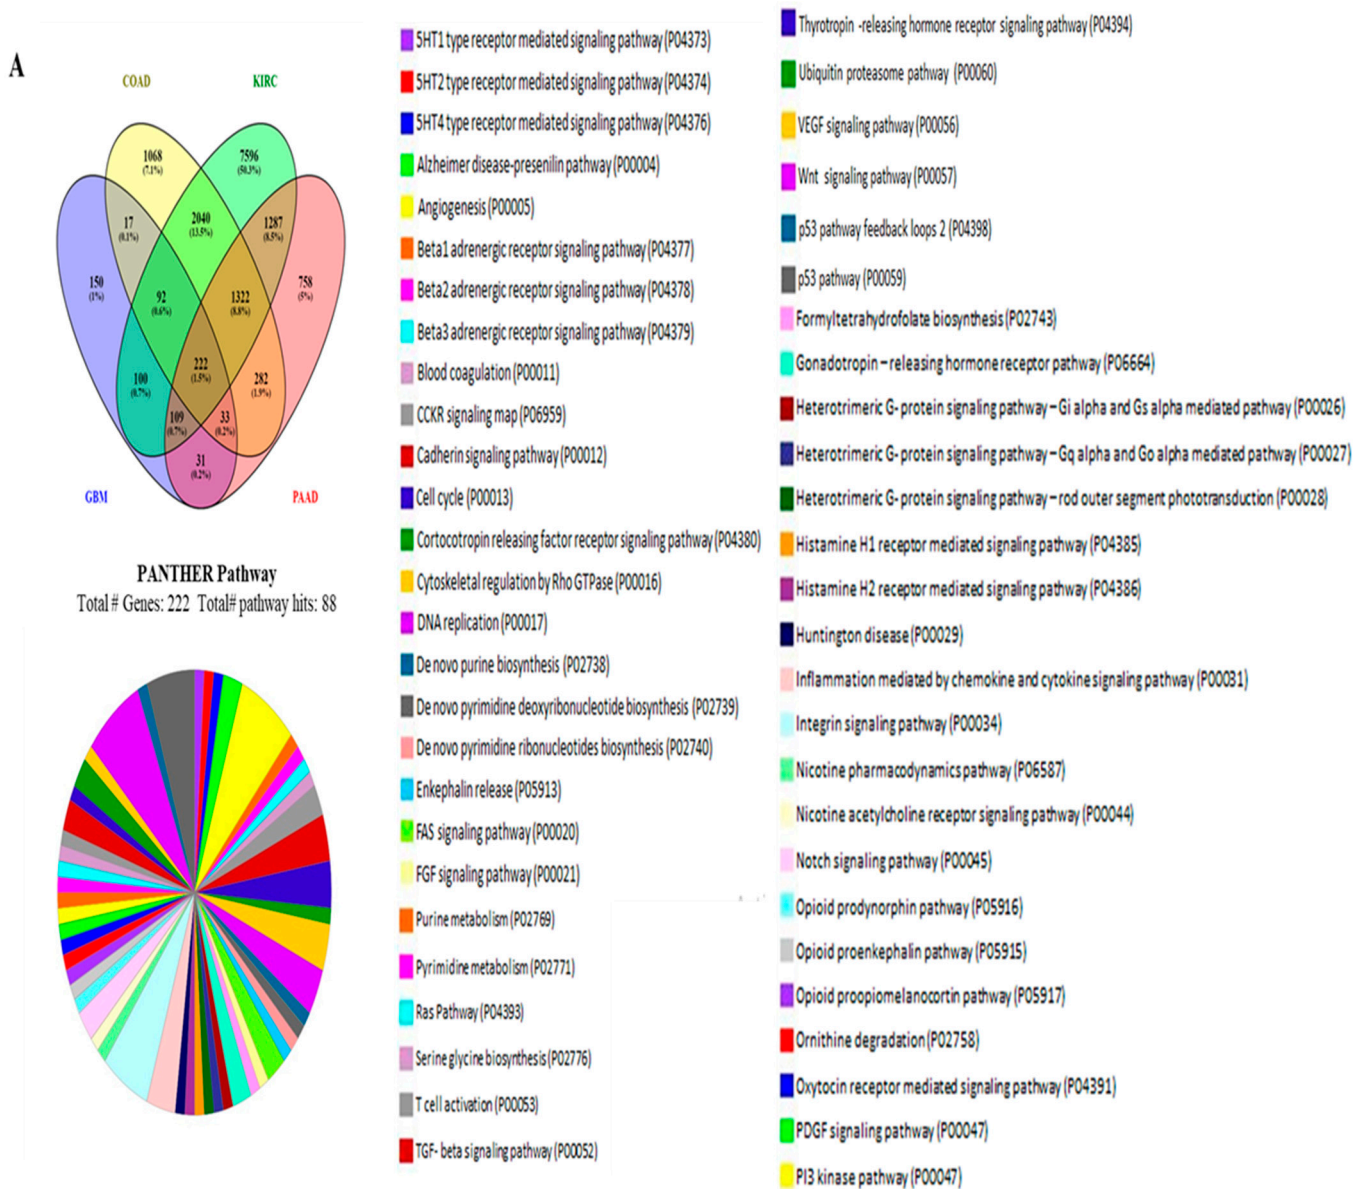 A
COAD
KIRC
1068
(7.1%)
7596
(50.3%)
17
(0.1%)
2040
(13.5%)
1287
(8.5%)
150
(1%)
92
(0.6%)
1322
(8.8%)
758
(5%)
222
(1.5%)
100
(0.7%)
282
(1.9%)
109
(0.7%)
33
(0.2%)
31
(0.2%)
GBM
PAAD
PANTHER Pathway
Total # Genes: 222 Total# pathway hits: 88
5HT1 type receptor mediated signaling pathway (P04373)
5HT2 type receptor mediated signaling pathway (P04374)
5HT4 type receptor mediated signaling pathway (P04376)
Alzheimer disease-presenilin pathway (P00004)
Angiogenesis (P00005)
Beta1 adrenergic receptor signaling pathway (P04377)
Beta2 adrenergic receptor signaling pathway (P04378)
Beta3 adrenergic receptor signaling pathway (P04379)
Blood coagulation (P00011)
CCKR signaling map (P06959)
Cadherin signaling pathway (P00012)
Cell cycle (P00013)
Cortocotropin releasing factor receptor signaling pathway (P04380)
Cytoskeletal regulation by Rho GTPase (P00016)
DNA replication (P00017)
De novo purine biosynthesis (P02738)
De novo pyrimidine deoxyribonucleotide biosynthesis (P02739)
De novo pyrimidine ribonucleotides biosynthesis (P02740)
Enkephalin release (P05913)
FAS signaling pathway (P00020)
FGF signaling pathway (P00021)
Purine metabolism (P02769)
Pyrimidine metabolism (P02771)
Ras Pathway (P04393)
Serine glycine biosynthesis (P02776)
T cell activation (P00053)
TGF- beta signaling pathway (P00052)
Thyrotropin -releasing hormone receptor signaling pathway (P04394)
Ubiquitin proteasome pathway (P00060)
VEGF signaling pathway (P00056)
Wnt signaling pathway (P00057)
p53 pathway feedback loops 2 (P04398)
p53 pathway (P00059)
Formyltetrahydrofolate biosynthesis (P02743)
Gonadotropin – releasing hormone receptor pathway (P06664)
Heterotrimeric G- protein signaling pathway – Gi alpha and Gs alpha mediated pathway (P00026)
Heterotrimeric G- protein signaling pathway – Gq alpha and Go alpha mediated pathway (P00027)
Heterotrimeric G- protein signaling pathway – rod outer segment phototransduction (P00028)
Histamine H1 receptor mediated signaling pathway (P04385)
Histamine H2 receptor mediated signaling pathway (P04386)
Huntington disease (P00029)
Inflammation mediated by chemokine and cytokine signaling pathway (P00031)
Integrin signaling pathway (P00034)
Nicotine pharmacodynamics pathway (P06587)
Nicotine acetylcholine receptor signaling pathway (P00044)
Notch signaling pathway (P00045)
Opioid prodynorphin pathway (P05916)
Opioid proenkephalin pathway (P05915)
Opioid proopiomelanocortin pathway (P05917)
Ornithine degradation (P02758)
Oxytocin receptor mediated signaling pathway (P04391)
PDGF signaling pathway (P00047)
PI3 kinase pathway (P00047)